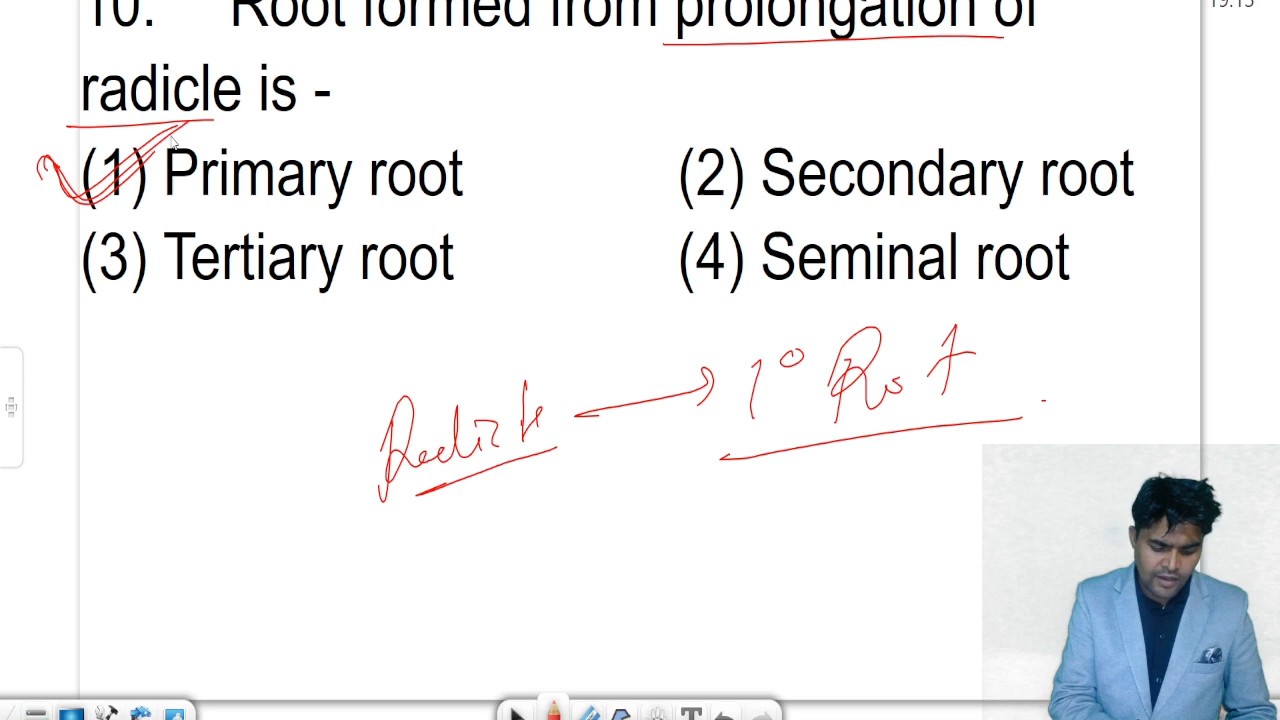 10. Root formed from prolongation of
radicle is -
(1) Primary root (2) Secondary root
(3) Tertiary root (4) Seminal root
Radicle → 1° Root